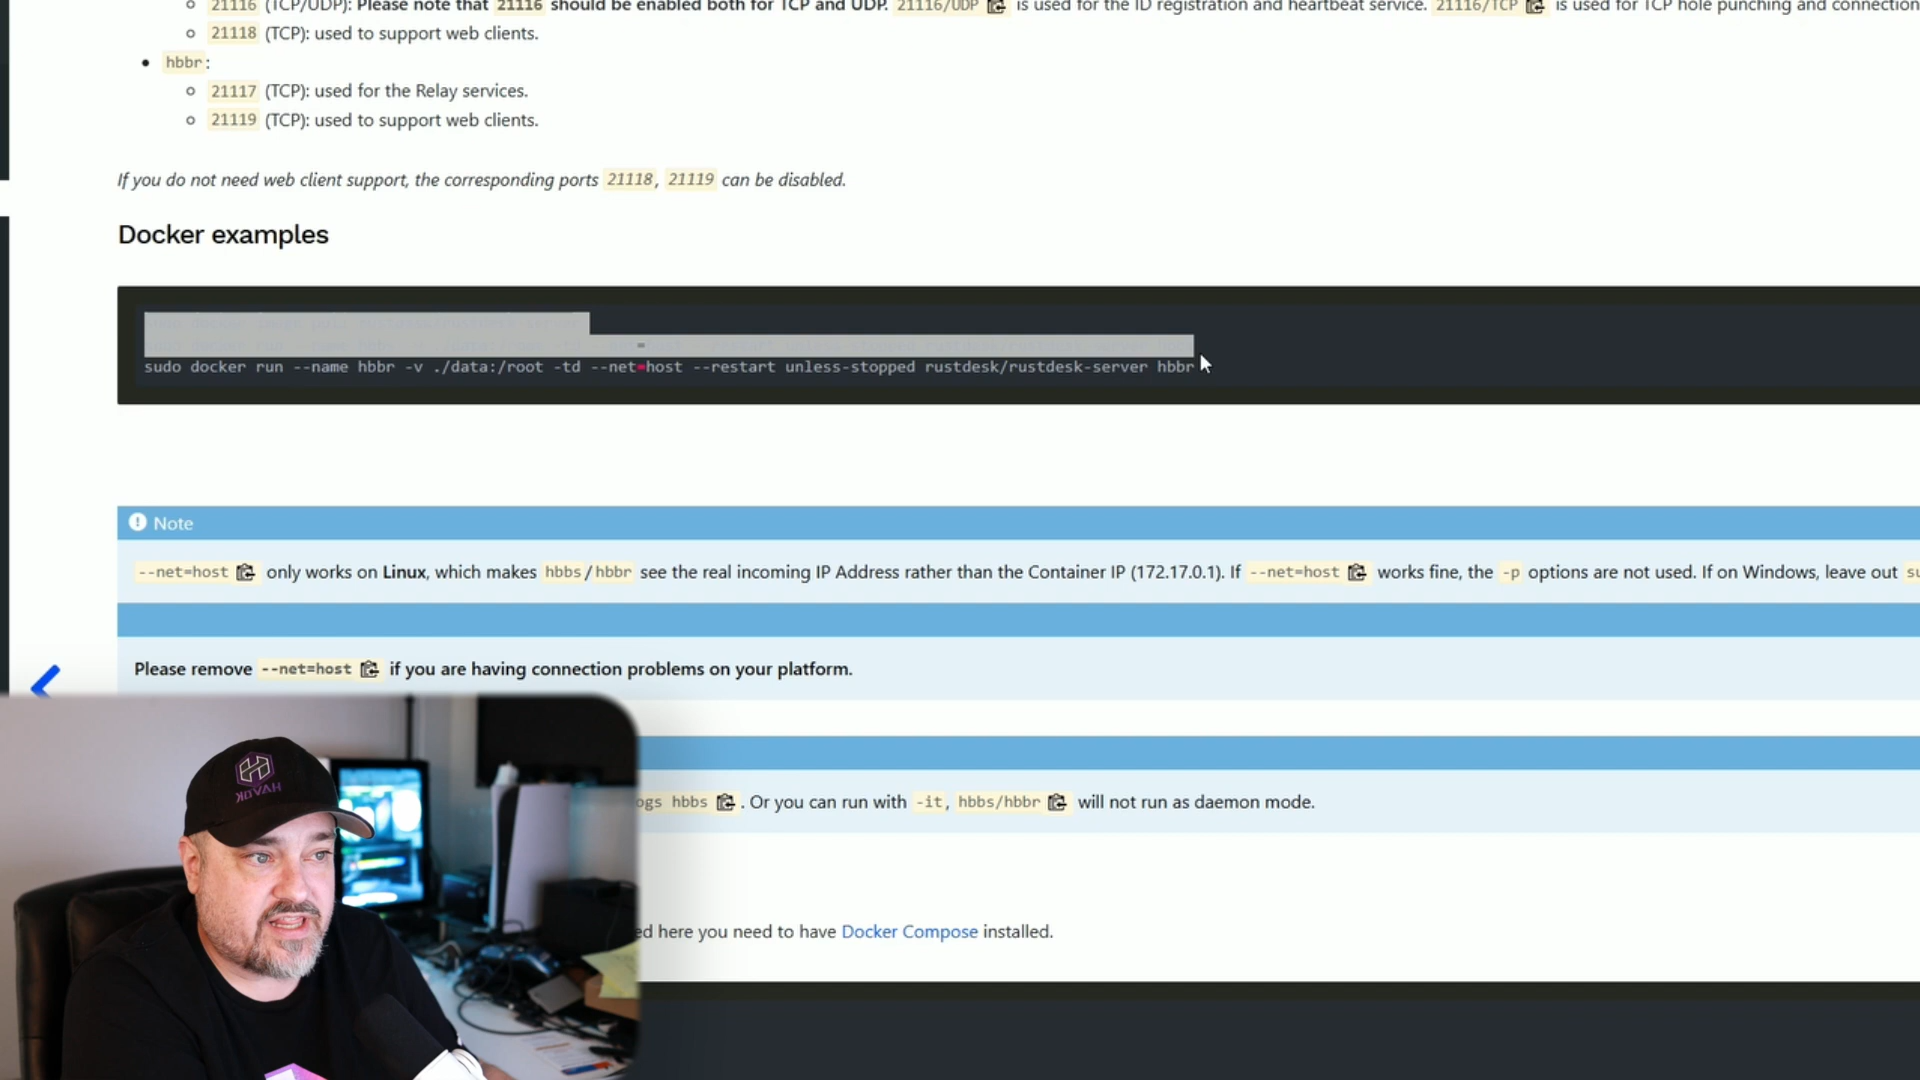 21116 (TCP/UDP): Please note that 21116 should be enabled both for TCP and UDP. 21116/UDP is used for the ID registration and heartbeat service. 21116/TCP is used for TCP hole punching and connection
21118 (TCP): used to support web clients.
hbbr:
21117 (TCP): used for the Relay services.
21119 (TCP): used to support web clients.
If you do not need web client support, the corresponding ports 21118, 21119 can be disabled.
Docker examples
sudo docker run --name hbbr -v ./data:/root -td --net=host --restart unless-stopped rustdesk/rustdesk-server hbbr
Note
--net=host only works on Linux, which makes hbbs/hbbr see the real incoming IP Address rather than the Container IP (172.17.0.1). If --net=host works fine, the -p options are not used. If on Windows, leave out
Please remove --net=host if you are having connection problems on your platform.
ogs hbbs. Or you can run with -it, hbbs/hbbr will not run as daemon mode.
ed here you need to have Docker Compose installed.
HAVOK